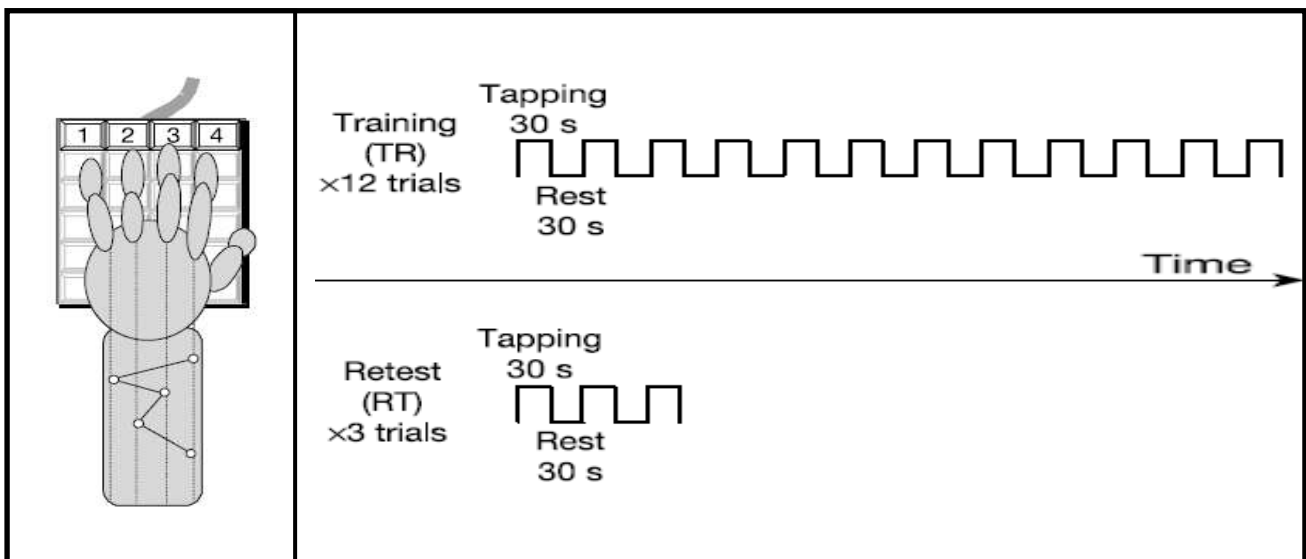 1 2 3 4
Tapping
30 s
Training
(TR)
×12 trials
Rest
30 s
Time
Tapping
30 s
Retest
(RT)
×3 trials
Rest
30 s